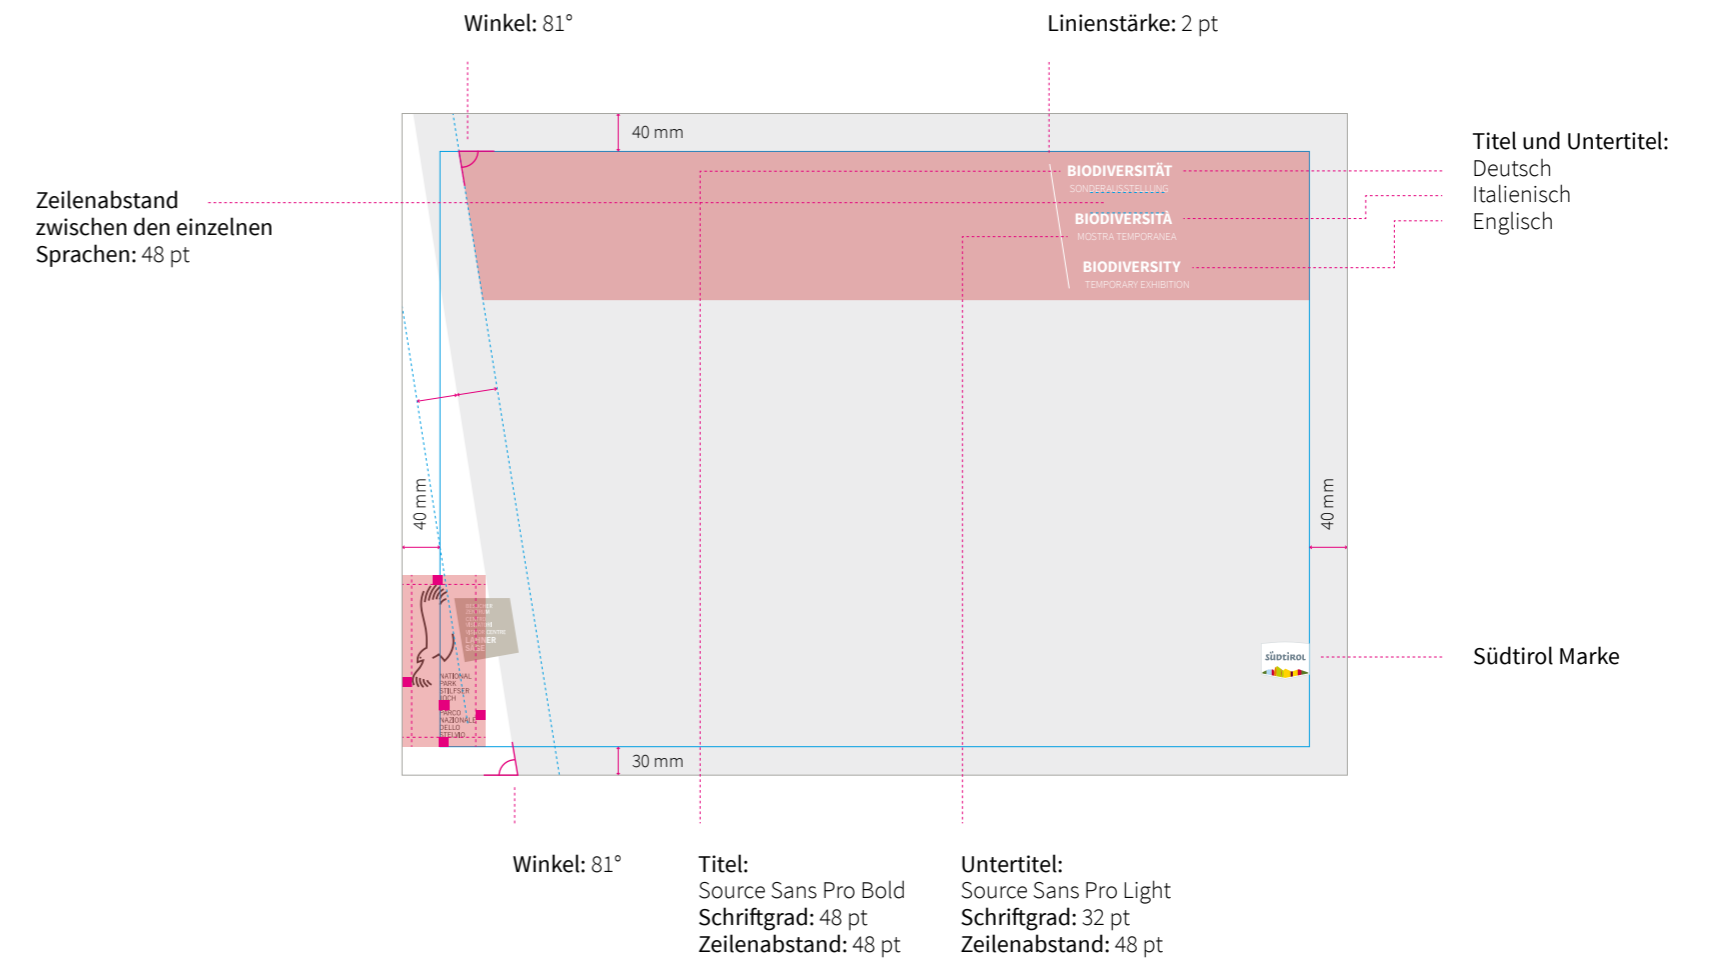 Winkel: 81°
Linienstärke: 2 pt
40 mm
Titel und Untertitel:
Deutsch
Italienisch
Englisch
BIODIVERSITÄT
SONDERAUSSTELLUNG
BIODIVERSITÀ
MOSTRA TEMPORANEA
BIODIVERSITY
TEMPORARY EXHIBITION
Zeilenabstand
zwischen den einzelnen
Sprachen: 48 pt
40 mm
40 mm
NATIONAL
PARK
STILFSER
JOCH
PARCO
NAZIONALE
DELLO
STELVIO
SÜDTIROL
Südtirol Marke
30 mm
Winkel: 81°
Titel:
Source Sans Pro Bold
Schriftgrad: 48 pt
Zeilenabstand: 48 pt
Untertitel:
Source Sans Pro Light
Schriftgrad: 32 pt
Zeilenabstand: 48 pt